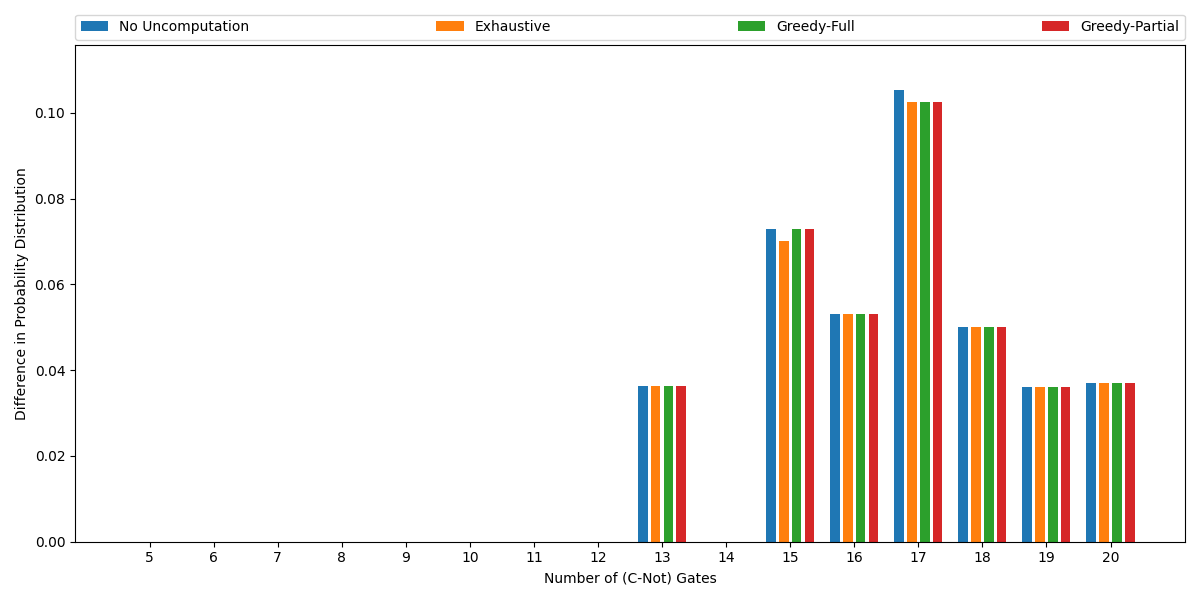 No Uncomputation Exhaustive Greedy-Full Greedy-Partial
Difference in Probability Distribution
0.10
0.08
0.06
0.04
0.02
0.00
5 6 7 8 9 10 11 12 13 14 15 16 17 18 19 20
Number of (C-Not) Gates